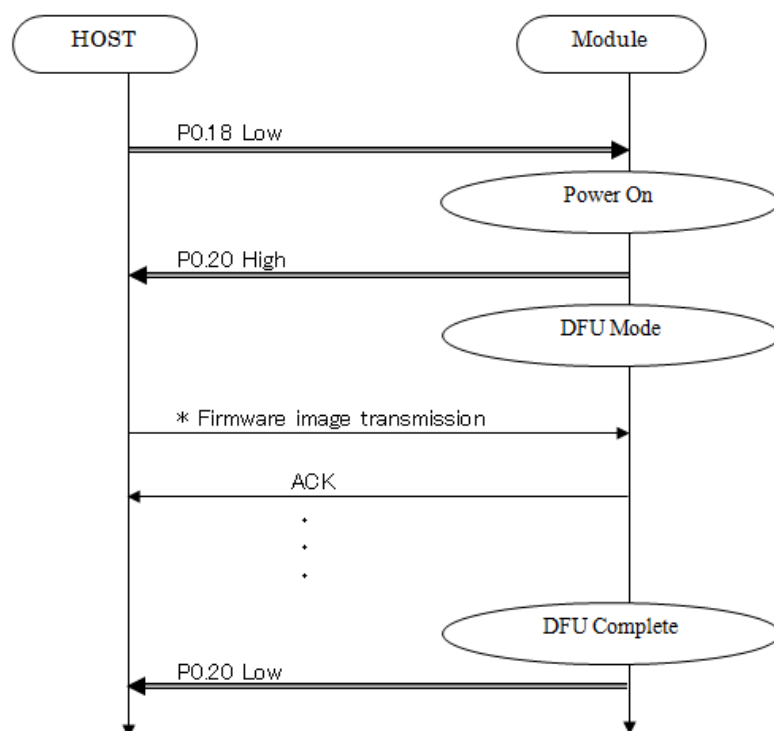 HOST
Module
P0.18 Low
Power On
P0.20 High
DFU Mode
* Firmware image transmission
ACK
DFU Complete
P0.20 Low